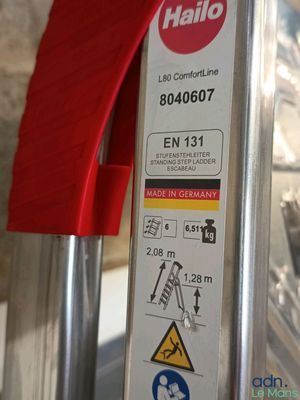 Hailo
L80 ComfortLine
8040607
EN 131
STUFENSTEHLEITER
STANDING STEP LADDER
ESCABEAU
MADE IN GERMANY
6
6,511
kg
2,08 m
1,28 m
adn.
Le Mans